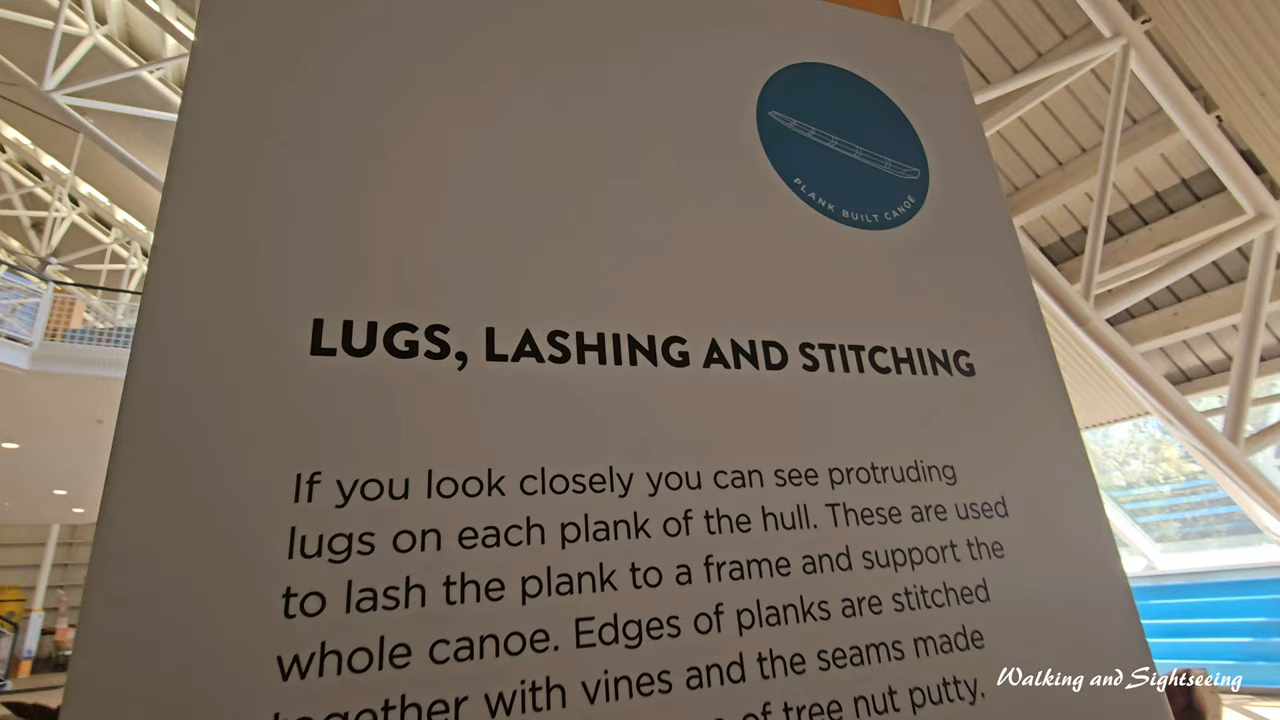 PLANK BUILT CANOE
LUGS, LASHING AND STITCHING
If you look closely you can see protruding
lugs on each plank of the hull. These are used
to lash the plank to a frame and support the
whole canoe. Edges of planks are stitched
together with vines and the seams made
of tree nut putty.
Walking and Sightseeing